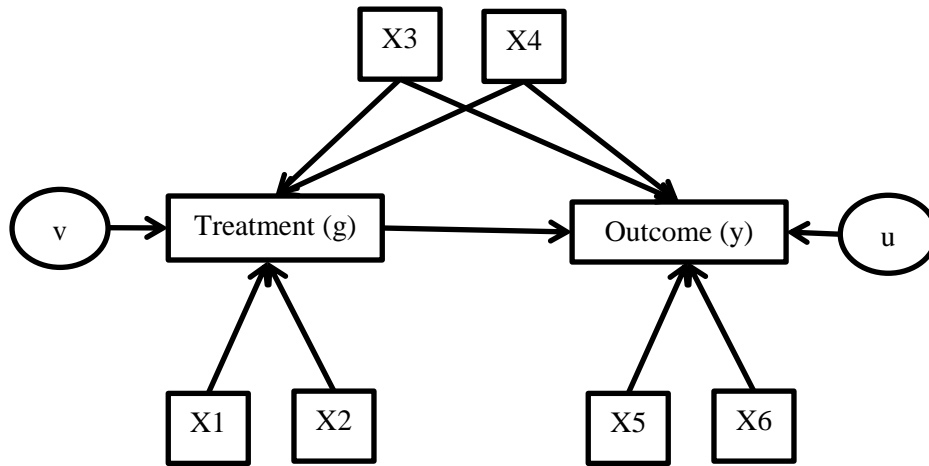 X3
X4
v
Treatment (g)
Outcome (y)
u
X1
X2
X5
X6